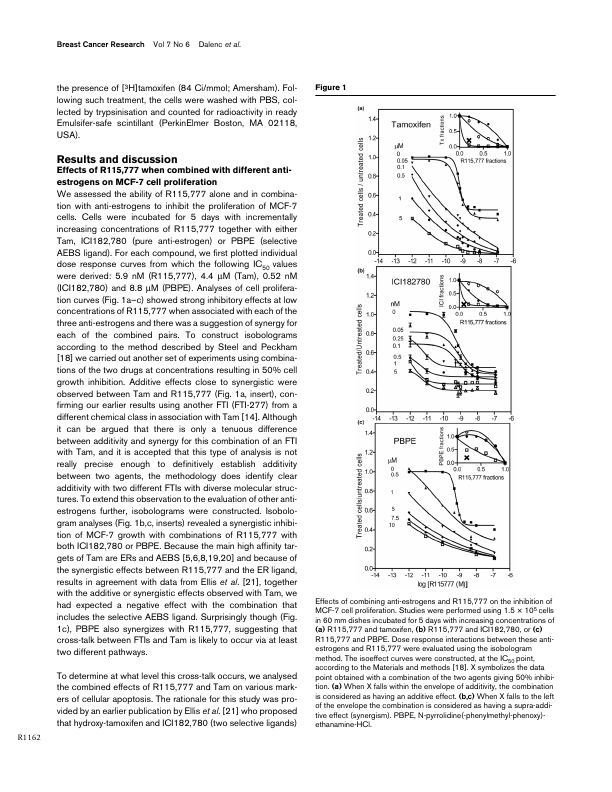 Breast Cancer Research Vol 7 No 6 Dalenc et al.
the presence of [³H]tamoxifen (84 Ci/mmol; Amersham). Fol-
lowing such treatment, the cells were washed with PBS, col-
lected by trypsinisation and counted for radioactivity in ready
Emulsifer-safe scintillant (PerkinElmer Boston, MA 02118,
USA).
Results and discussion
Effects of R115,777 when combined with different anti-
estrogens on MCF-7 cell proliferation
We assessed the ability of R115,777 alone and in combina-
tion with anti-estrogens to inhibit the proliferation of MCF-7
cells. Cells were incubated for 5 days with incrementally
increasing concentrations of R115,777 together with either
Tam, ICI182,780 (pure anti-estrogen) or PBPE (selective
AEBS ligand). For each compound, we first plotted individual
dose response curves from which the following IC₅₀ values
were derived: 5.9 nM (R115,777), 4.4 µM (Tam), 0.52 nM
(ICI182,780) and 8.8 µM (PBPE). Analyses of cell prolifera-
tion curves (Fig. 1a–c) showed strong inhibitory effects at low
concentrations of R115,777 when associated with each of the
three anti-estrogens and there was a suggestion of synergy for
each of the combined pairs. To construct isobolograms
according to the method described by Steel and Peckham
[18] we carried out another set of experiments using combina-
tions of the two drugs at concentrations resulting in 50% cell
growth inhibition. Additive effects close to synergistic were
observed between Tam and R115,777 (Fig. 1a, insert), con-
firming our earlier results using another FTI (FTI-277) from a
different chemical class in association with Tam [14]. Although
it can be argued that there is only a tenuous difference
between additivity and synergy for this combination of an FTI
with Tam, and it is accepted that this type of analysis is not
really precise enough to definitively establish additivity
between two agents, the methodology does identify clear
additivity with two different FTIs with diverse molecular struc-
tures. To extend this observation to the evaluation of other anti-
estrogens further, isobolograms were constructed. Isobolo-
gram analyses (Fig. 1b,c, inserts) revealed a synergistic inhibi-
tion of MCF-7 growth with combinations of R115,777 with
both ICI182,780 or PBPE. Because the main high affinity tar-
gets of Tam are ERs and AEBS [5,6,8,19,20] and because of
the synergistic effects between R115,777 and the ER ligand,
results in agreement with data from Ellis et al. [21], together
with the additive or synergistic effects observed with Tam, we
had expected a negative effect with the combination that
includes the selective AEBS ligand. Surprisingly though (Fig.
1c), PBPE also synergizes with R115,777, suggesting that
cross-talk between FTIs and Tam is likely to occur via at least
two different pathways.
To determine at what level this cross-talk occurs, we analysed
the combined effects of R115,777 and Tam on various mark-
ers of cellular apoptosis. The rationale for this study was pro-
vided by an earlier publication by Ellis et al. [21] who proposed
that hydroxy-tamoxifen and ICI182,780 (two selective ligands)
Figure 1
(a)
Tamoxifen
µM
0
0.05
0.1
0.5
1
5
Treated cells / untreated cells
1.4
1.2
1.0
0.8
0.6
0.4
0.2
0.0
-14 -13 -12 -11 -10 -9 -8 -7 -6
Tx fractions
1.0
0.5
0.0
0.0 0.5 1.0
R115,777 fractions
(b)
ICI182780
nM
0
0.05
0.25
0.1
0.5
1
5
Treated/Untreated cells
1.4
1.2
1.0
0.8
0.6
0.4
0.2
0.0
-14 -13 -12 -11 -10 -9 -8 -7 -6
ICI fractions
1.0
0.5
0.0
0.0 0.5 1.0
R115,777 fractions
(c)
PBPE
µM
0
0.5
1
5
7.5
10
Treated cells/untreated cells
1.4
1.2
1.0
0.8
0.6
0.4
0.2
0.0
-14 -13 -12 -11 -10 -9 -8 -7 -6
log [R115777 (M)]
PBPE fractions
1.0
0.5
0.0
0.0 0.5 1.0
R115,777 fractions
Effects of combining anti-estrogens and R115,777 on the inhibition of
MCF-7 cell proliferation. Studies were performed using 1.5 × 10⁵ cells
in 60 mm dishes incubated for 5 days with increasing concentrations of
(a) R115,777 and tamoxifen, (b) R115,777 and ICI182,780, or (c)
R115,777 and PBPE. Dose response interactions between these anti-
estrogens and R115,777 were evaluated using the isobologram
method. The isoeffect curves were constructed, at the IC₅₀ point,
according to the Materials and methods [18]. X symbolizes the data
point obtained with a combination of the two agents giving 50% inhibi-
tion. (a) When X falls within the envelope of additivity, the combination
is considered as having an additive effect. (b,c) When X falls to the left
of the envelope the combination is considered as having a supra-addi-
tive effect (synergism). PBPE, N-pyrrolidine(-phenylmethyl-phenoxy)-
ethanamine-HCl.
R1162